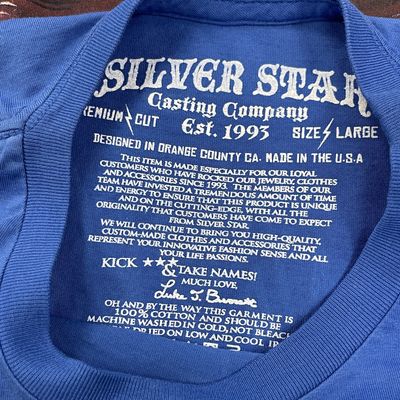 SILVER STAR
Casting Company
CUT
Est. 1993
SIZE LARGE
DESIGNED IN ORANGE COUNTY CA. MADE IN THE U.S.A
THIS ITEM IS MADE ESPECIALLY FOR OUR LOYAL
CUSTOMERS WHO HAVE ROCKED OUR JEWELRY, CLOTHES
AND ACCESSORIES SINCE 1993. THE MEMBERS OF OUR
TEAM HAVE INVESTED A TREMENDOUS AMOUNT OF TIME
AND ENERGY TO ENSURE THAT THIS PRODUCT IS UNIQUE
AND ON THE CUTTING-EDGE, WITH ALL THE
ORIGINALITY THAT CUSTOMERS HAVE COME TO EXPECT
FROM SILVER STAR.
WE WILL CONTINUE TO BRING YOU HIGH-QUALITY,
CUSTOM-MADE CLOTHES AND ACCESSORIES THAT
REPRESENT YOUR INNOVATIVE FASHION SENSE AND ALL
YOUR LIFE PASSIONS.
KICK ★★★
& TAKE NAMES!
MUCH LOVE,
Luke J. Burrett
OH AND BY THE WAY THIS GARMENT IS
100% COTTON AND SHOULD BE
MACHINE WASHED IN COLD, NOT BLEACH
DRIED ON LOW AND COOL